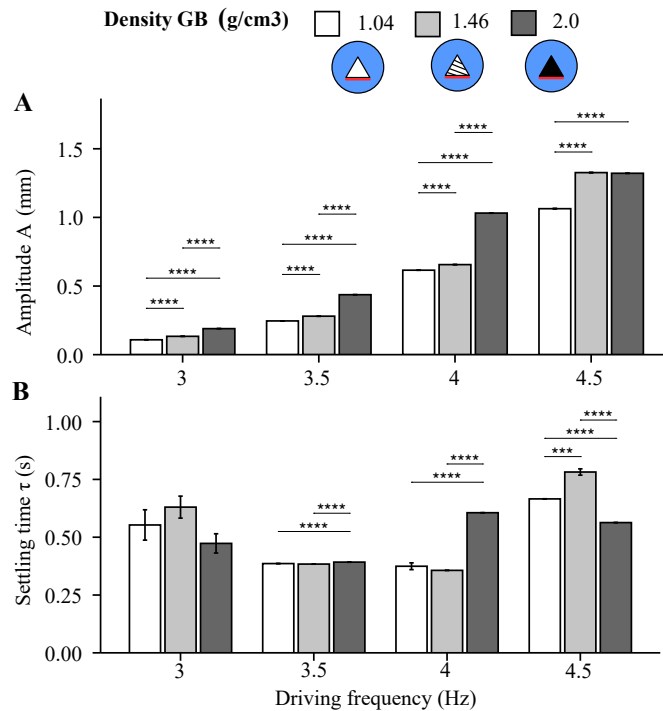 Density GB (g/cm3) 1.04 1.46 2.0
A
Amplitude A (mm)
1.5
1.0
0.5
0.0
**** **** ****
**** **** ****
**** **** ****
**** ****
3 3.5 4 4.5
B
Settling time τ (s)
1.00
0.75
0.50
0.25
0.00
**** ****
**** ****
**** **** ***
3 3.5 4 4.5
Driving frequency (Hz)